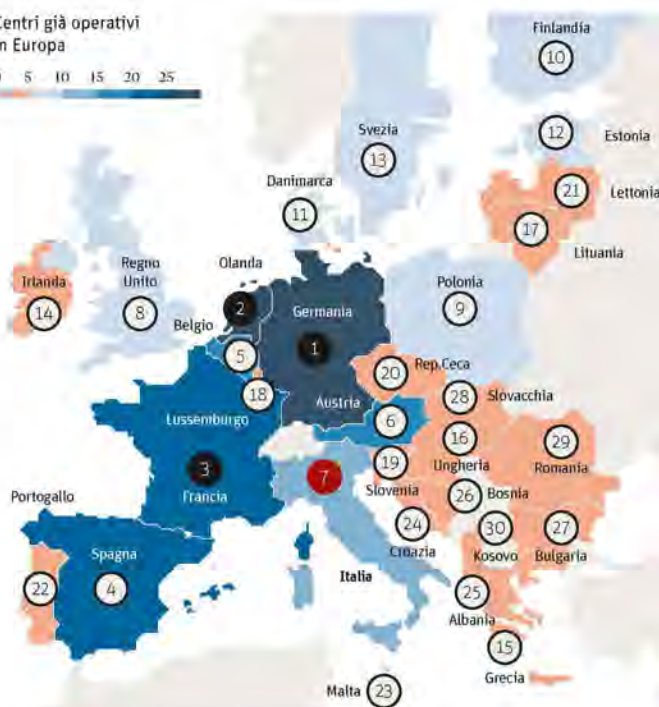 Centri già operativi
in Europa
0 5 10 15 20 25
Finlandia
10
Svezia
13
12
Estonia
Danimarca
11
21
Lettonia
17
Lituania
Irlanda
14
Regno
Unito
8
Olanda
2
Germania
1
Polonia
9
Belgio
5
18
Lussemburgo
Rep.Ceca
20
Austria
6
28
Slovacchia
16
Ungheria
29
Romania
3
Francia
7
19
Slovenia
26
Bosnia
24
Croazia
30
Kosovo
27
Bulgaria
Portogallo
22
Spagna
4
Italia
25
Albania
15
Grecia
Malta
23